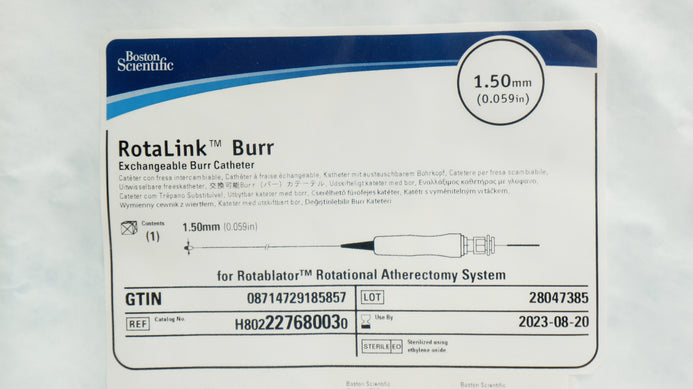 Boston
Scientific
1.50mm
(0.059in)
RotaLink™ Burr
Exchangeable Burr Catheter
Catéter con fresa intercambiable, Cathéter à fraise échangeable, Katheter mit austauschbarem Bohrkopf, Catetere per fresa scambiabile,
Uitwisselbare freeskatheter, 交換可能Burr (バー) カテーテル, Udskifteligt kateter med bor, Εναλλάξιμος καθετήρας με γλύφανο,
Cateter com Trépano Substituível, Utbytbar kateter med borr, Cserélhető fúrófejes katéter, Katétr s vyměnitelným vrtáčkem,
Wymienny cewnik z wiertłem, Kateter med utskiftbart bor, Değiştirilebilir Burr Kateteri
Contents
(1)
1.50mm (0.059in)
for Rotablator™ Rotational Atherectomy System
GTIN 08714729185857
LOT 28047385
REF Catalog No. H802227680030
Use By 2023-08-20
STERILE EO Sterilized using
ethylene oxide
Boston Scientific Boston Scientific